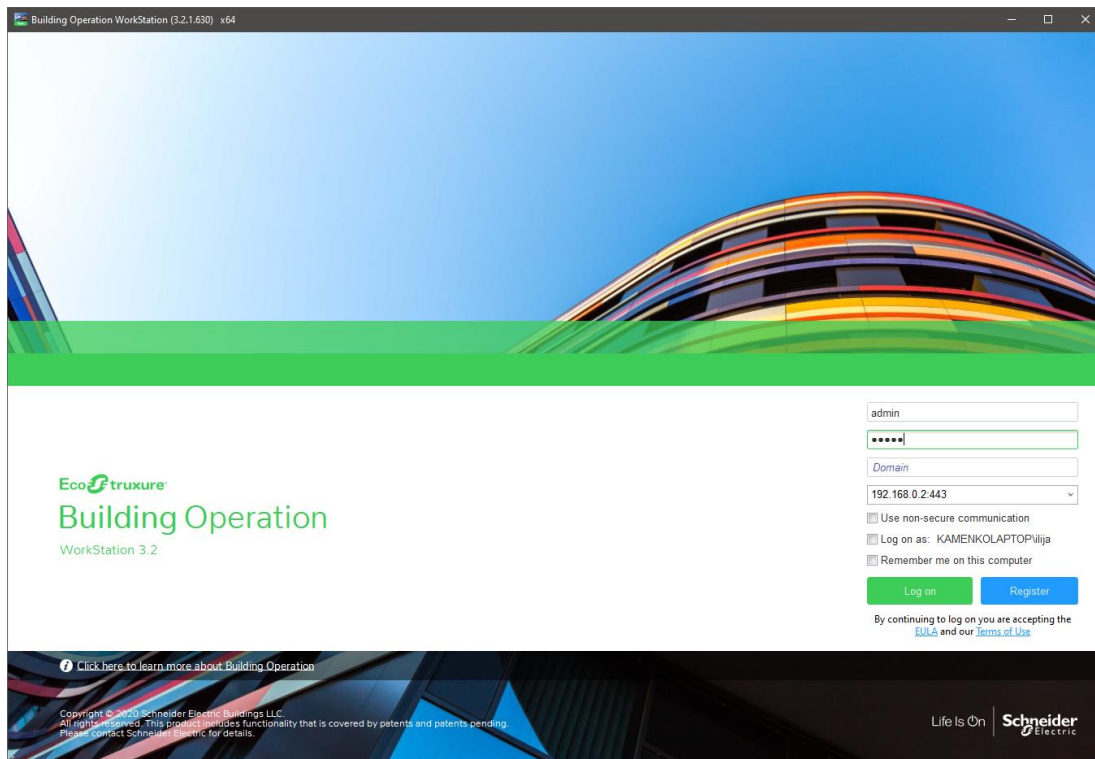 Building Operation WorkStation (3.2.1.630) x64
admin
•••••
Domain
192.168.0.2:443
Use non-secure communication
Log on as: KAMENKOLAPTOP\ilija
Remember me on this computer
Log on
Register
By continuing to log on you are accepting the
EULA and our Terms of Use
EcoStruxure
Building Operation
WorkStation 3.2
Click here to learn more about Building Operation
Copyright © 2020 Schneider Electric Buildings LLC.
All rights reserved. This product includes functionality that is covered by patents and patents pending.
Please contact Schneider Electric for details.
Life Is On
Schneider
Electric